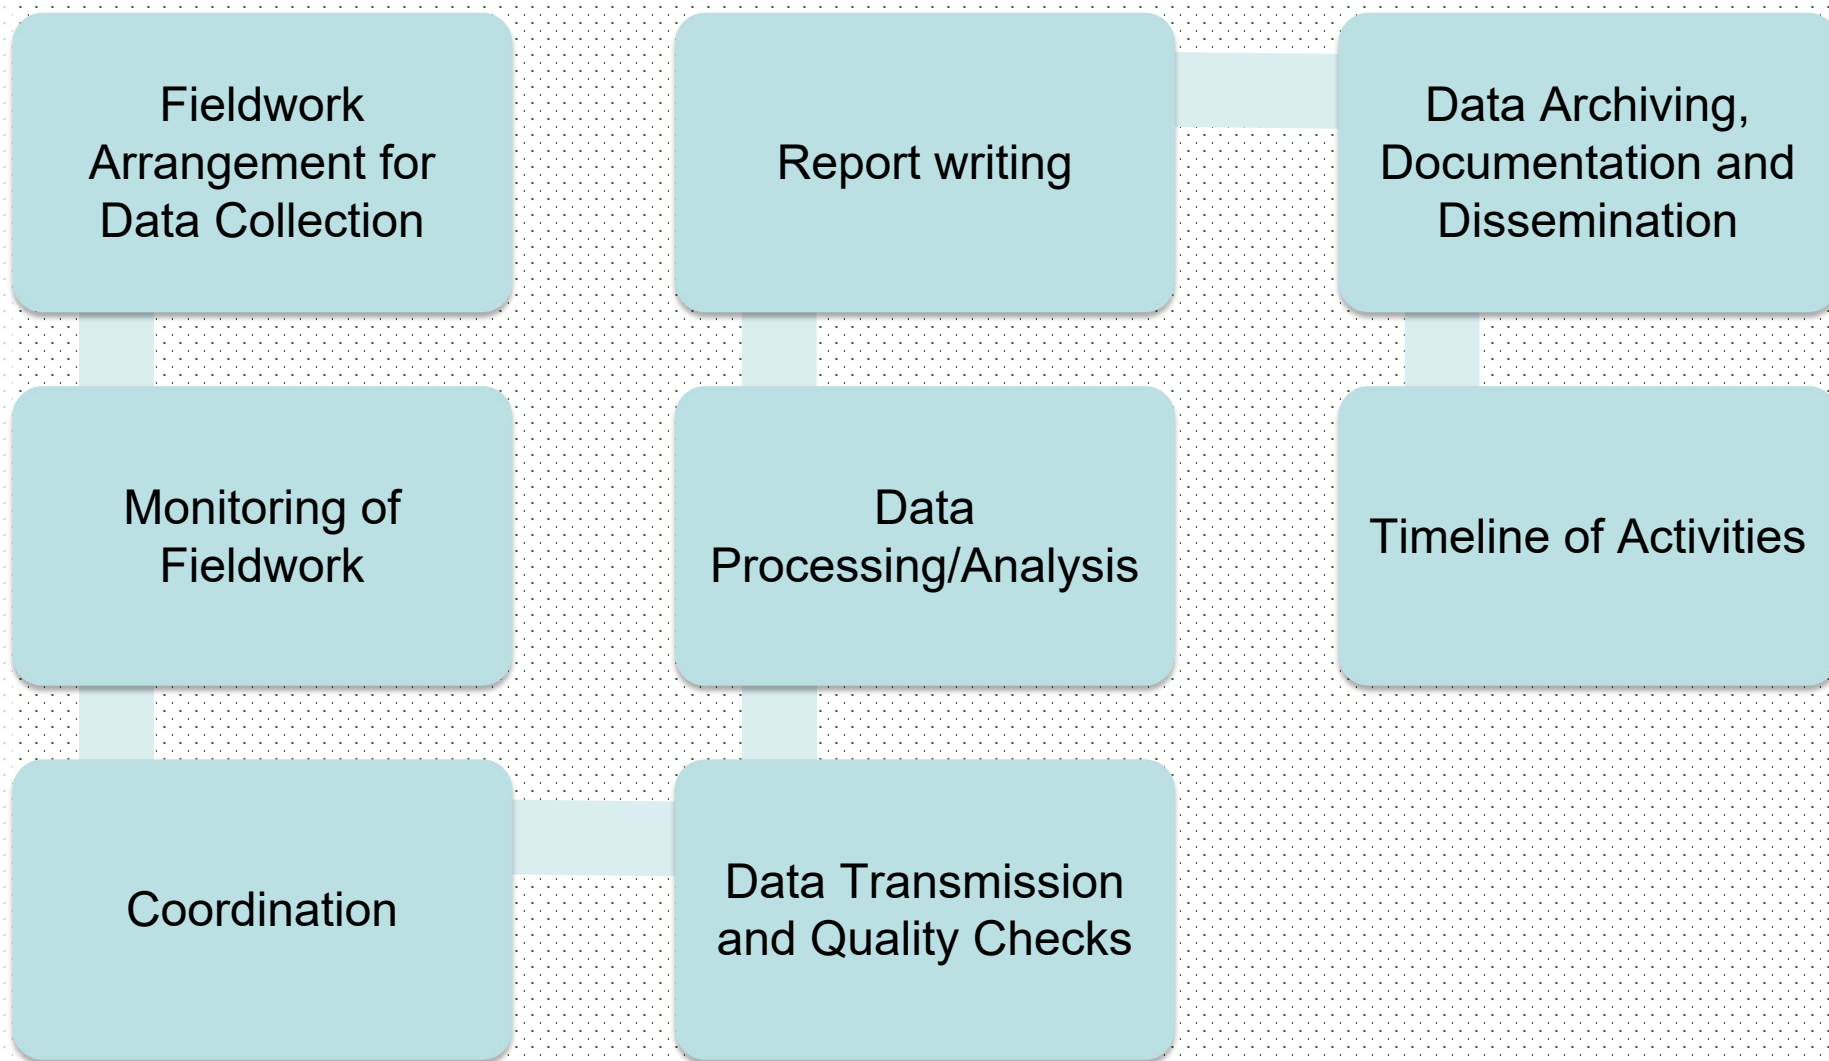 Fieldwork
Arrangement for
Data Collection
Monitoring of
Fieldwork
Coordination
Data Transmission
and Quality Checks
Data
Processing/Analysis
Report writing
Data Archiving,
Documentation and
Dissemination
Timeline of Activities